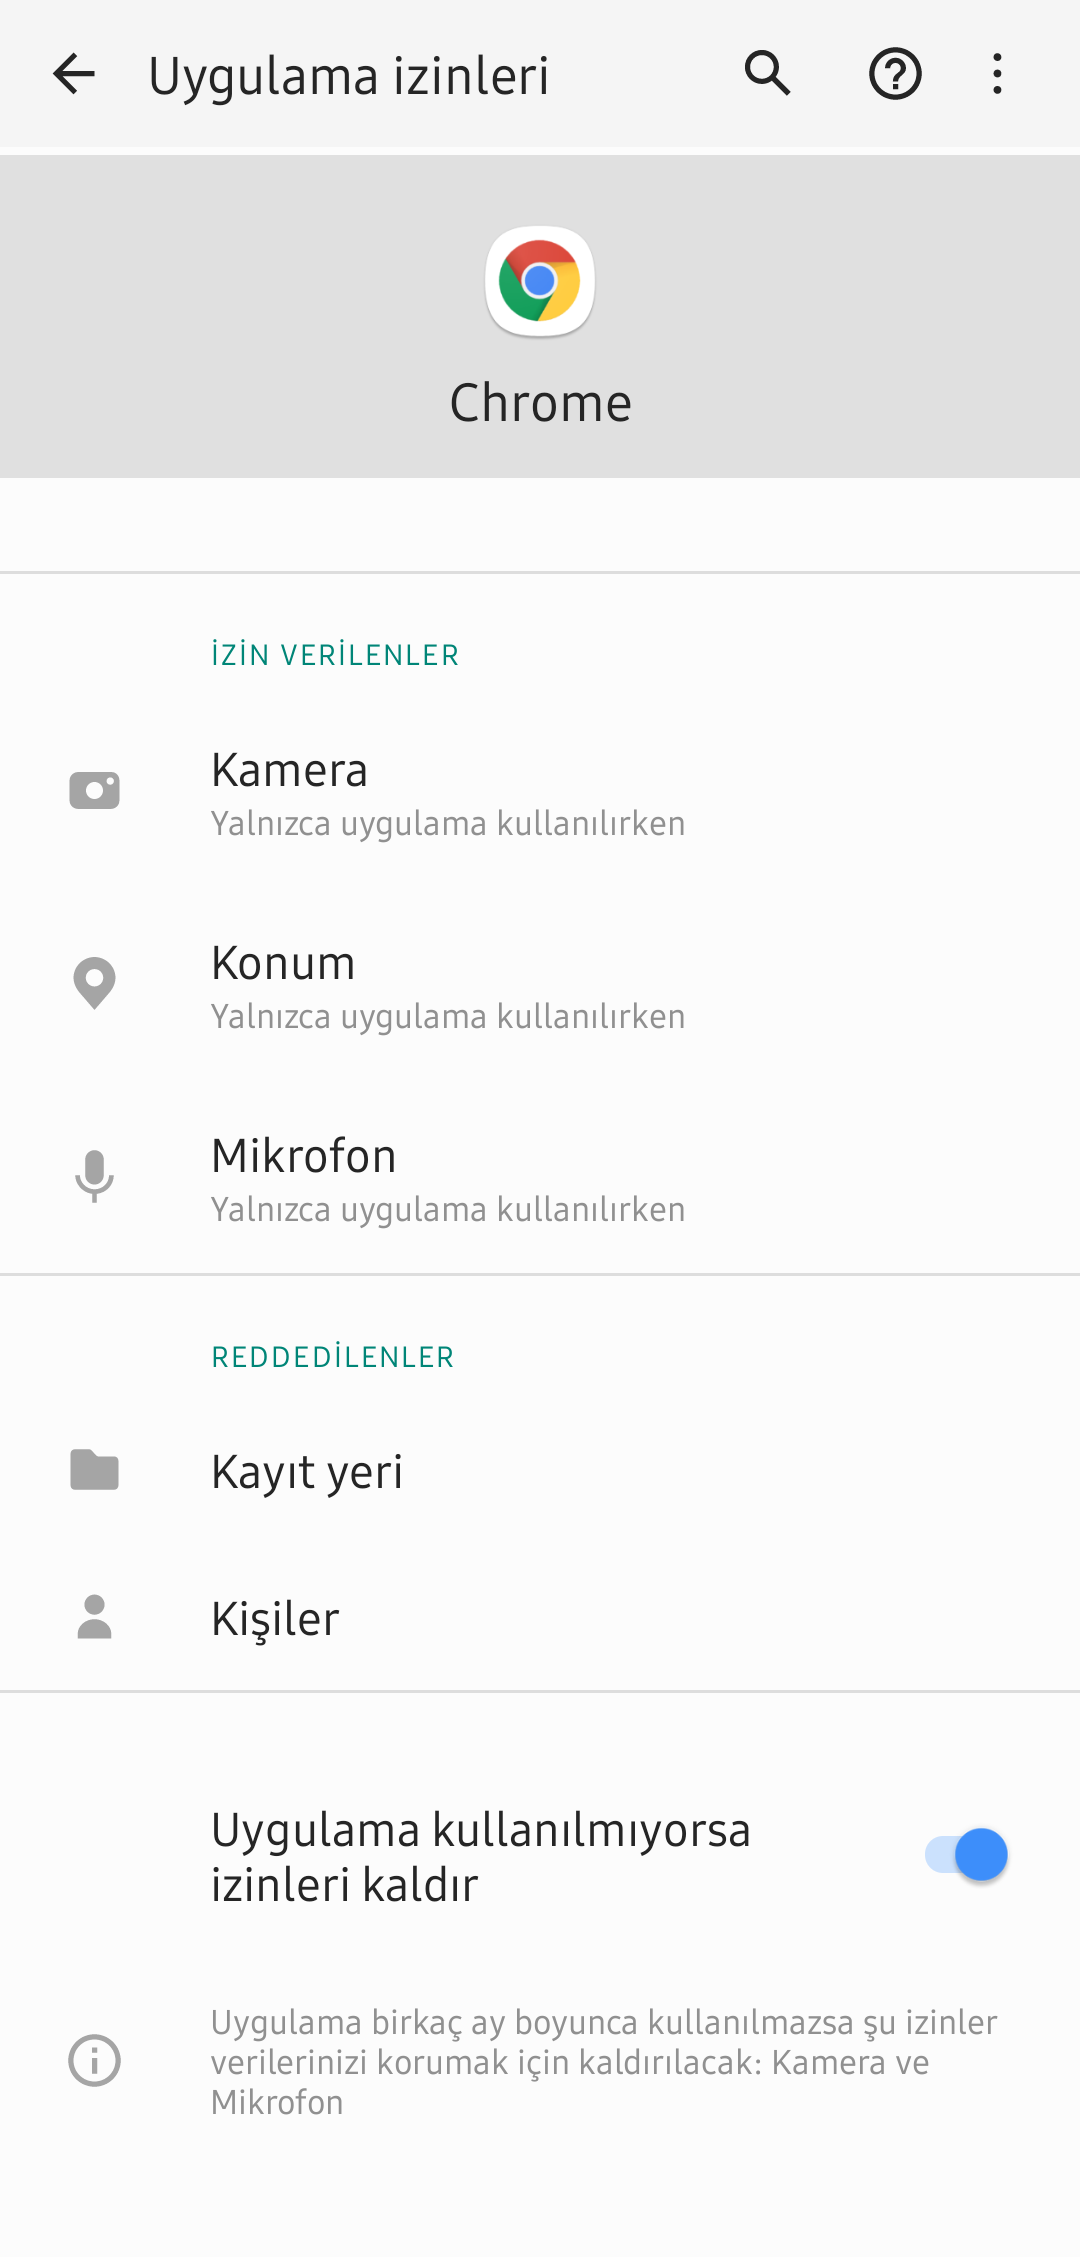 Uygulama izinleri
Chrome
İZİN VERİLENLER
Kamera
Yalnızca uygulama kullanılırken
Konum
Yalnızca uygulama kullanılırken
Mikrofon
Yalnızca uygulama kullanılırken
REDDEDİLENLER
Kayıt yeri
Kişiler
Uygulama kullanılmıyorsa
izinleri kaldır
Uygulama birkaç ay boyunca kullanılmazsa şu izinler
verilerinizi korumak için kaldırılacak: Kamera ve
Mikrofon